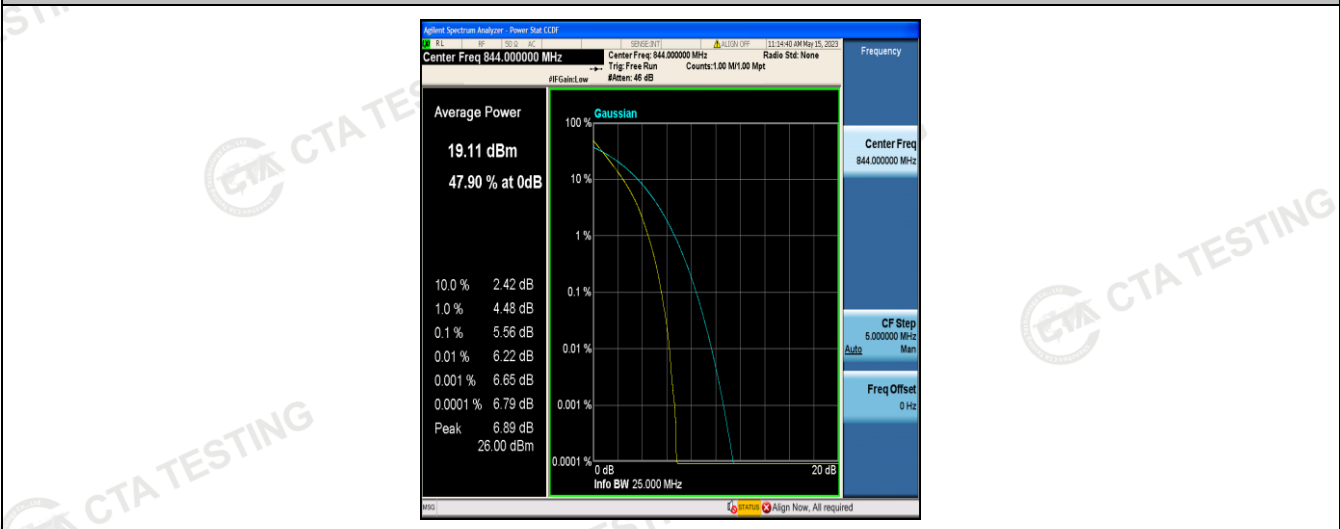 Agilent Spectrum Analyzer - Power Stat CCDF
RL RF 50 Ω AC SENSE:INT ALIGN OFF 11:14:40 AM May 15, 2023
Center Freq 844.000000 MHz
Center Freq: 844.000000 MHz Radio Std: None
Trig: Free Run Counts:1.00 M/1.00 Mpt
#IFGain:Low #Atten: 46 dB
Frequency
Average Power
19.11 dBm
47.90 % at 0dB
10.0 % 2.42 dB
1.0 % 4.48 dB
0.1 % 5.56 dB
0.01 % 6.22 dB
0.001 % 6.65 dB
0.0001 % 6.79 dB
Peak 6.89 dB
26.00 dBm
Gaussian
100 %
10 %
1 %
0.1 %
0.01 %
0.001 %
0.0001 %
0 dB 20 dB
Info BW 25.000 MHz
Center Freq
844.000000 MHz
CF Step
5.000000 MHz
Auto Man
Freq Offset
0 Hz
MSG STATUS Align Now, All required
CTA TESTING
CTA TESTING
CTA TESTING